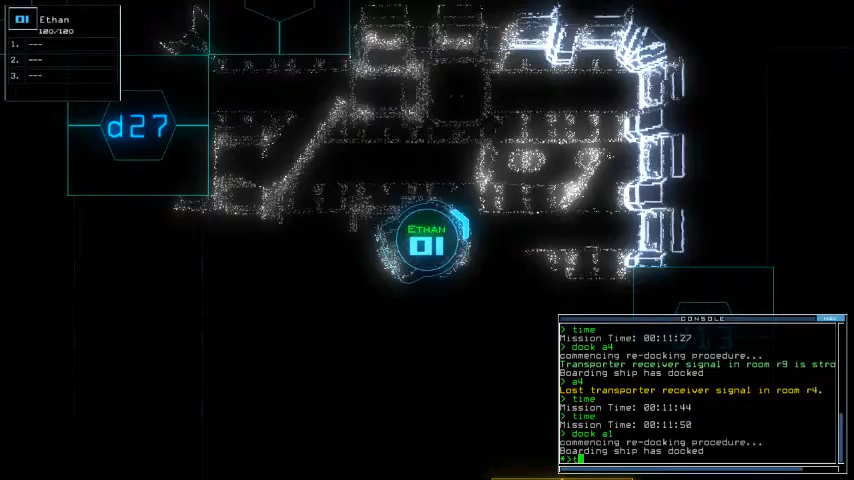 01 Ethan
120/120
1. ---
2. ---
3. ---
d27
ETHAN
01
CONSOLE
> time
Mission Time: 00:11:27
> dock a4
commencing re-docking procedure...
Transporter receiver signal in room r9 is stro
Boarding ship has docked
> a4
Lost transporter receiver signal in room r4.
> time
Mission Time: 00:11:44
> time
Mission Time: 00:11:50
> dock a1
commencing re-docking procedure...
Boarding ship has docked
#>t